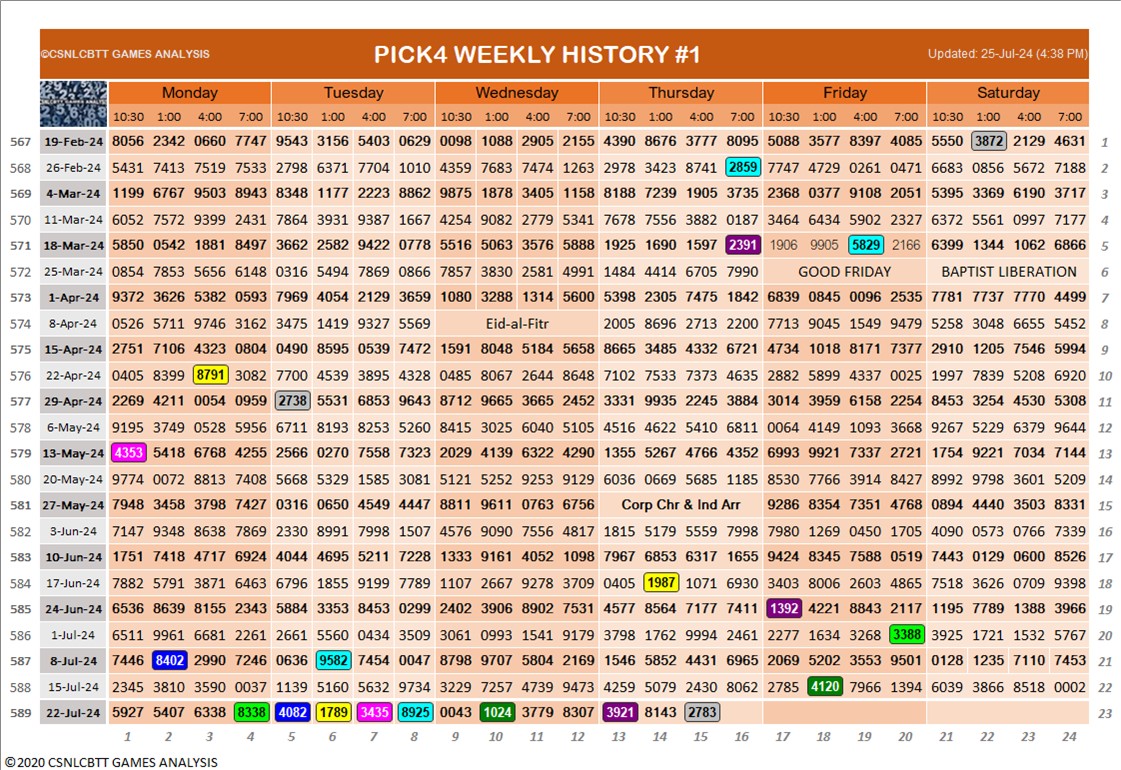 ©CSNLCBTT GAMES ANALYSIS PICK4 WEEKLY HISTORY #1 Updated: 25-Jul-24 (4:38 PM)
Monday Tuesday Wednesday Thursday Friday Saturday
10:30 1:00 4:00 7:00 10:30 1:00 4:00 7:00 10:30 1:00 4:00 7:00 10:30 1:00 4:00 7:00 10:30 1:00 4:00 7:00 10:30 1:00 4:00 7:00
567 19-Feb-24 8056 2342 0660 7747 9543 3156 5403 0629 0098 1088 2905 2155 4390 8676 3777 8095 5088 3577 8397 4085 5550 3872 2129 4631 1
568 26-Feb-24 5431 7413 7519 7533 2798 6371 7704 1010 4359 7683 7474 1263 2978 3423 8741 2859 7747 4729 0261 0471 6683 0856 5672 7188 2
569 4-Mar-24 1199 6767 9503 8943 8348 1177 2223 8862 9875 1878 3405 1158 8188 7239 1905 3735 2368 0377 9108 2051 5395 3369 6190 3717 3
570 11-Mar-24 6052 7572 9399 2431 7864 3931 9387 1667 4254 9082 2779 5341 7678 7556 3882 0187 3464 6434 5902 2327 6372 5561 0997 7177 4
571 18-Mar-24 5850 0542 1881 8497 3662 2582 9422 0778 5516 5063 3576 5888 1925 1690 1597 2391 1906 9905 5829 2166 6399 1344 1062 6866 5
572 25-Mar-24 0854 7853 5656 6148 0316 5494 7869 0866 7857 3830 2581 4991 1484 4414 6705 7990 GOOD FRIDAY BAPTIST LIBERATION 6
573 1-Apr-24 9372 3626 5382 0593 7969 4054 2129 3659 1080 3288 1314 5600 5398 2305 7475 1842 6839 0845 0096 2535 7781 7737 7770 4499 7
574 8-Apr-24 0526 5711 9746 3162 3475 1419 9327 5569 Eid-al-Fitr 2005 8696 2713 2200 7713 9045 1549 9479 5258 3048 6655 5452 8
575 15-Apr-24 2751 7106 4323 0804 0490 8595 0539 7472 1591 8048 5184 5658 8665 3485 4332 6721 4734 1018 8171 7377 2910 1205 7546 5994 9
576 22-Apr-24 0405 8399 8791 3082 7700 4539 3895 4328 0485 8067 2644 8648 7102 7533 7373 4635 2882 5899 4337 0025 1997 7839 5208 6920 10
577 29-Apr-24 2269 4211 0054 0959 2738 5531 6853 9643 8712 9665 3665 2452 3331 9935 2245 3884 3014 3959 6158 2254 8453 3254 4530 5308 11
578 6-May-24 9195 3749 0528 5956 6711 8193 8253 5260 8415 3025 6040 5105 4516 4622 5410 6811 0064 4149 1093 3668 9267 5229 6379 9644 12
579 13-May-24 4353 5418 6768 4255 2566 0270 7558 7323 2029 4139 6322 4290 1355 5267 4766 4352 6993 9921 7337 2721 1754 9221 7034 7144 13
580 20-May-24 9774 0072 8813 7408 5668 5329 1585 3081 5121 5252 9253 9129 6036 0669 5685 1185 8530 7766 3914 8427 8992 9798 3601 5209 14
581 27-May-24 7948 3458 3798 7427 0316 0650 4549 4447 8811 9611 0763 6756 Corp Chr & Ind Arr 9286 8354 7351 4768 0894 4440 3503 8331 15
582 3-Jun-24 7147 9348 8638 7869 2330 8991 7998 1507 4576 9090 7556 4817 1815 5179 5559 7998 7980 1269 0450 1705 4090 0573 0766 7339 16
583 10-Jun-24 1751 7418 4717 6924 4044 4695 5211 7228 1333 9161 4052 1098 7967 6853 6317 1655 9424 8345 7588 0519 7443 0129 0600 8526 17
584 17-Jun-24 7882 5791 3871 6463 6796 1855 9199 7789 1107 2667 9278 3709 0405 1987 1071 6930 3403 8006 2603 4865 7518 3626 0709 9398 18
585 24-Jun-24 6536 8639 8155 2343 5884 3353 8453 0299 2402 3906 8902 7531 4577 8564 7177 7411 1392 4221 8843 2117 1195 7789 1388 3966 19
586 1-Jul-24 6511 9961 6681 2261 2661 5560 0434 3509 3061 0993 1541 9179 3798 1762 9994 2461 2277 1634 3268 3388 3925 1721 1532 5767 20
587 8-Jul-24 7446 8402 2990 7246 0636 9582 7454 0047 8798 9707 5804 2169 1546 5852 4431 6965 2069 5202 3553 9501 0128 1235 7110 7453 21
588 15-Jul-24 2345 3810 3590 0037 1139 5160 5632 9734 3229 7257 4739 9473 4259 5079 2430 8062 2785 4120 7966 1394 6039 3866 8518 0002 22
589 22-Jul-24 5927 5407 6338 8338 4082 1789 3435 8925 0043 1024 3779 8307 3921 8143 2783 23
1 2 3 4 5 6 7 8 9 10 11 12 13 14 15 16 17 18 19 20 21 22 23 24
©2020 CSNLCBTT GAMES ANALYSIS